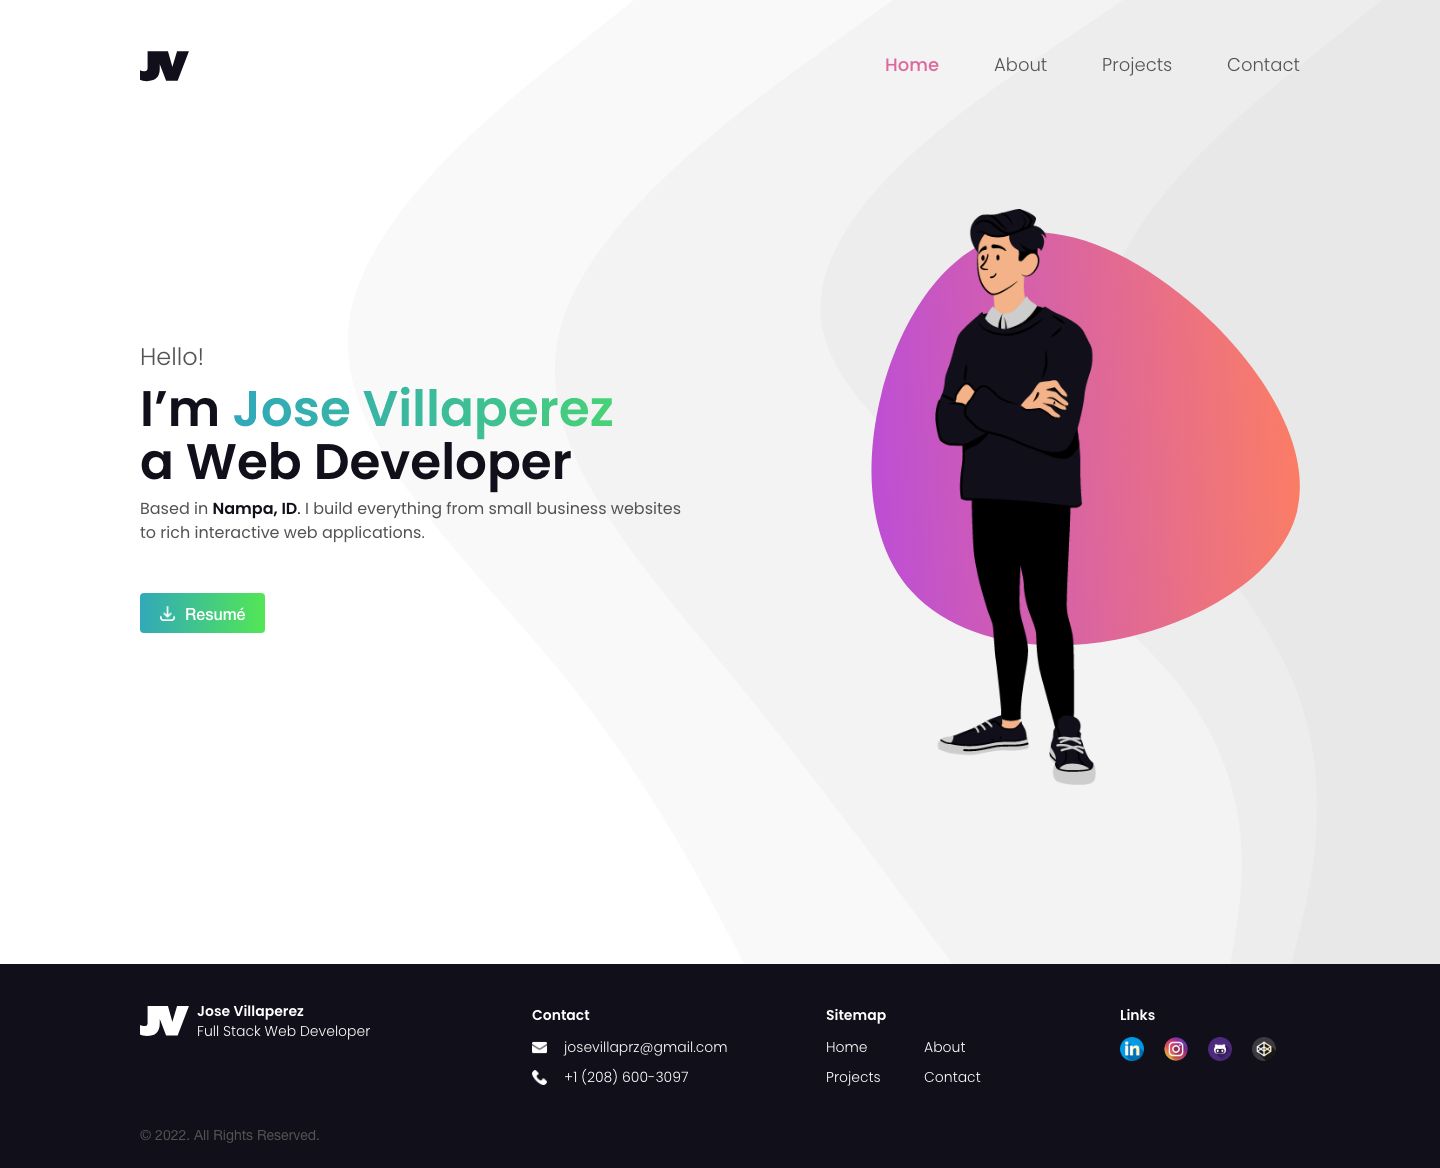 JV
Home About Projects Contact
Hello!
I’m Jose Villaperez
a Web Developer
Based in Nampa, ID. I build everything from small business websites
to rich interactive web applications.
Resumé
JV
Jose Villaperez
Full Stack Web Developer
Contact
josevillaprz@gmail.com
+1 (208) 600-3097
Sitemap
Home About
Projects Contact
Links
in
© 2022. All Rights Reserved.